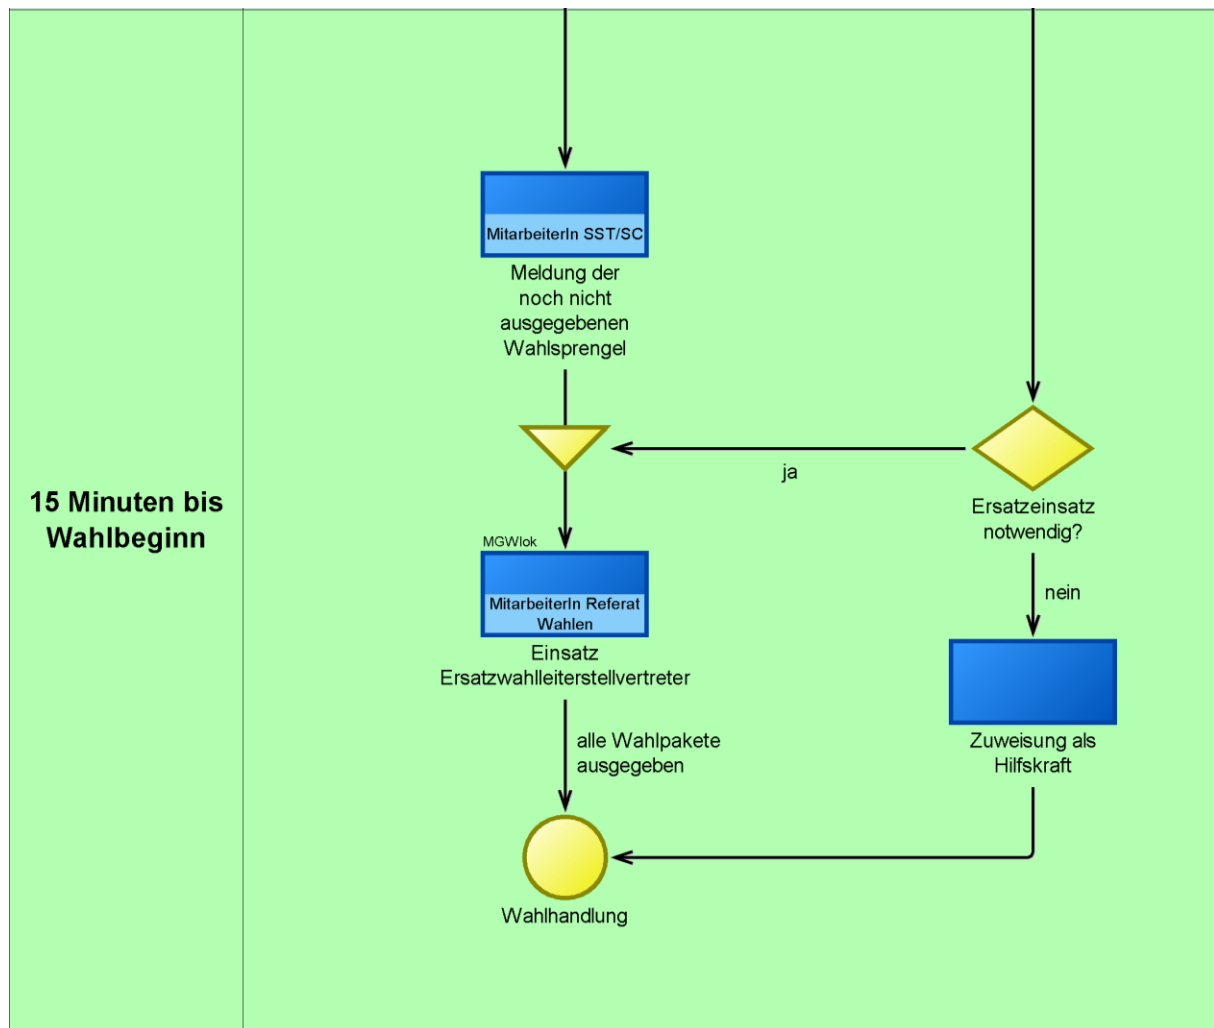 15 Minuten bis
Wahlbeginn
MitarbeiterIn SST/SC
Meldung der
noch nicht
ausgegebenen
Wahlsprengel
ja
Ersatzeinsatz
notwendig?
nein
MGWlok
MitarbeiterIn Referat
Wahlen
Einsatz
Ersatzwahlleiterstellvertreter
alle Wahlpakete
ausgegeben
Zuweisung als
Hilfskraft
Wahlhandlung